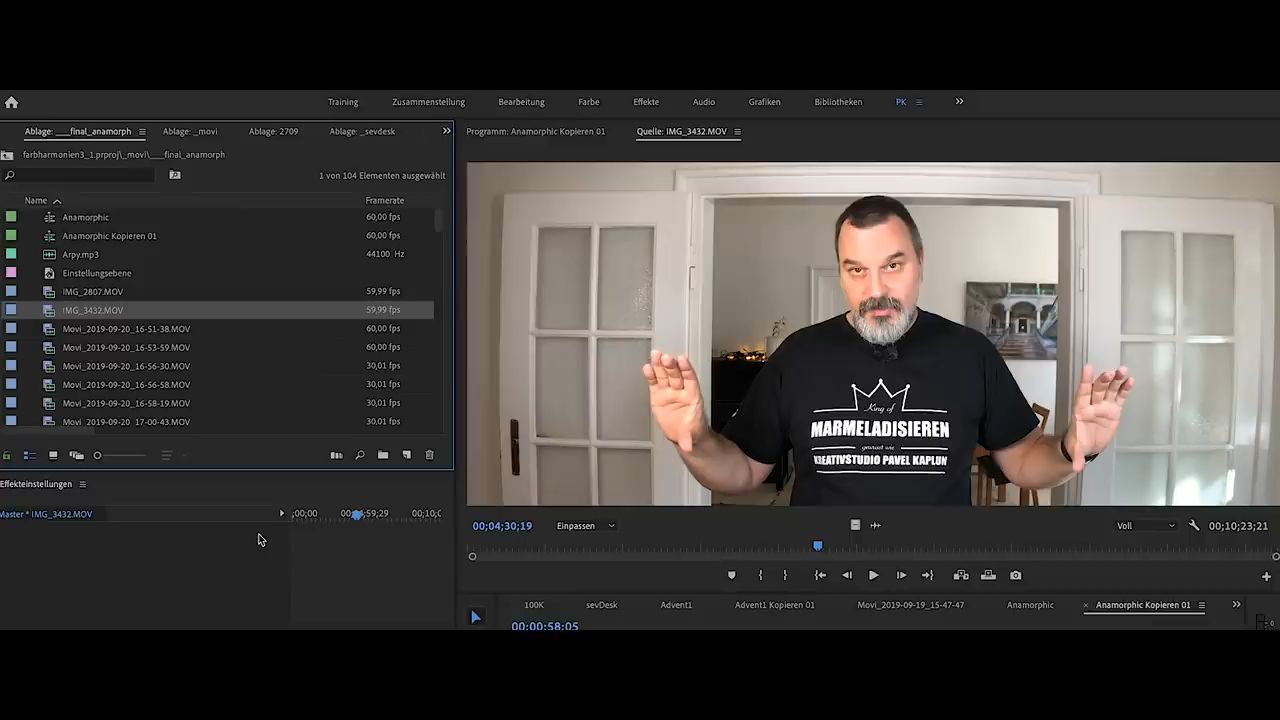 Training Zusammenstellung Bearbeitung Farbe Effekte Audio Grafiken Bibliotheken PK
Ablage: ___final_anamorph Ablage: _movi Ablage: 2709 Ablage: _sevdesk
Programm: Anamorphic Kopieren 01 Quelle: IMG_3432.MOV
farbharmonien3_1.prproj\_movi\___final_anamorph
1 von 104 Elementen ausgewählt
Name Framerate
Anamorphic 60,00 fps
Anamorphic Kopieren 01 60,00 fps
Arpy.mp3 44100 Hz
Einstellungsebene
IMG_2807.MOV 59,99 fps
IMG_3432.MOV 59,99 fps
Movi_2019-09-20_16-51-38.MOV 60,00 fps
Movi_2019-09-20_16-53-59.MOV 60,00 fps
Movi_2019-09-20_16-56-30.MOV 30,01 fps
Movi_2019-09-20_16-56-58.MOV 30,01 fps
Movi_2019-09-20_16-58-19.MOV 30,01 fps
Movi_2019-09-20_17-00-43.MOV 30,01 fps
King of
MARMELADISIEREN
KREATIVSTUDIO PAVEL KAPLUN
Effekteinstellungen
Master * IMG_3432.MOV
;00;00 00;04;59;29 00;10;0
00;04;30;19 Einpassen Voll 00;10;23;21
100K sevDesk Advent1 Advent1 Kopieren 01 Movi_2019-09-19_15-47-47 Anamorphic × Anamorphic Kopieren 01
00:00:58:05